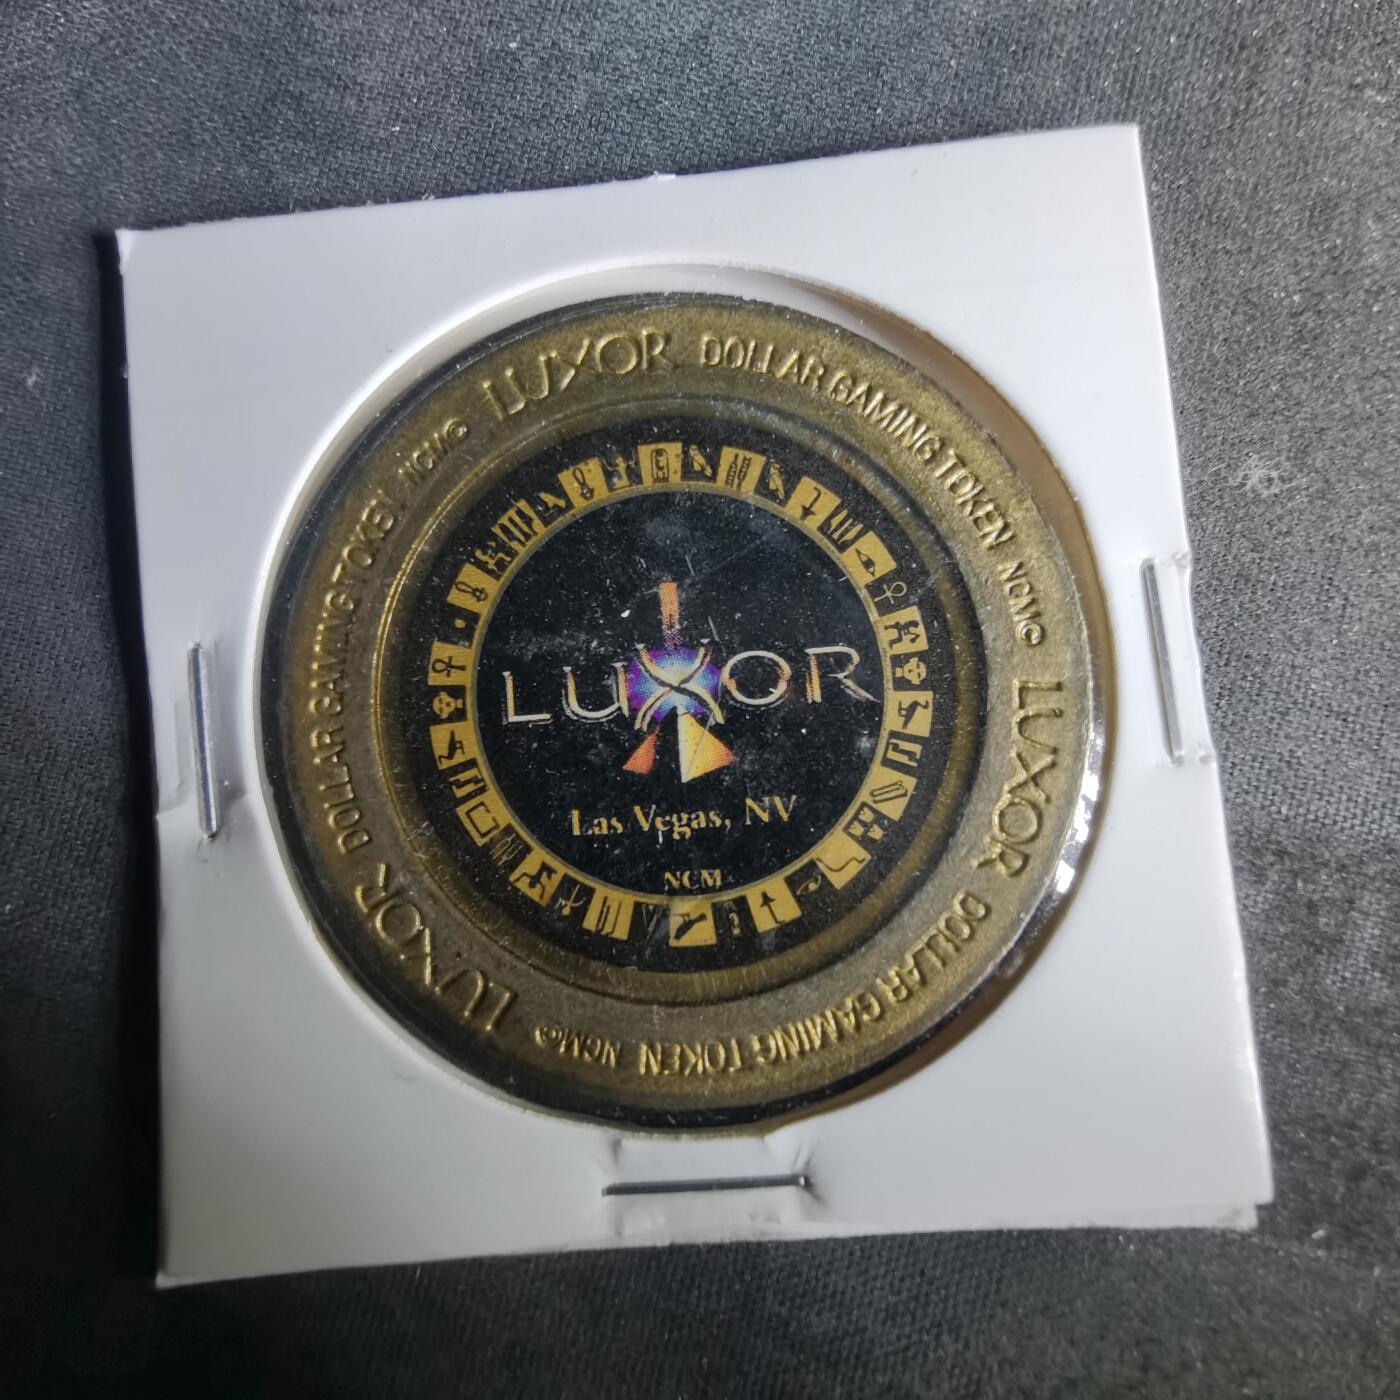 LUXOR DOLLAR GAMING TOKEN NCM©
LUXOR DOLLAR GAMING TOKEN NCM©
LUXOR DOLLAR GAMING TOKEN NCM©
LUXOR
Las Vegas, NV
NCM